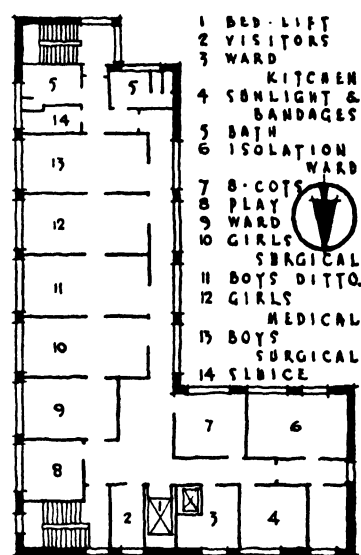 1 BED-LIFT
2 VISITORS
3 WARD
KITCHEN
4 SUNLIGHT &
BANDAGES
5 BATH
6 ISOLATION
WARD
7 8-COTS
8 PLAY
9 WARD
10 GIRLS
SURGICAL
11 BOYS DITTO.
12 GIRLS
MEDICAL
13 BOYS
SURGICAL
14 SLUICE
5 5
14
13
12
11
10
9
7 6
8
2 1 3 4